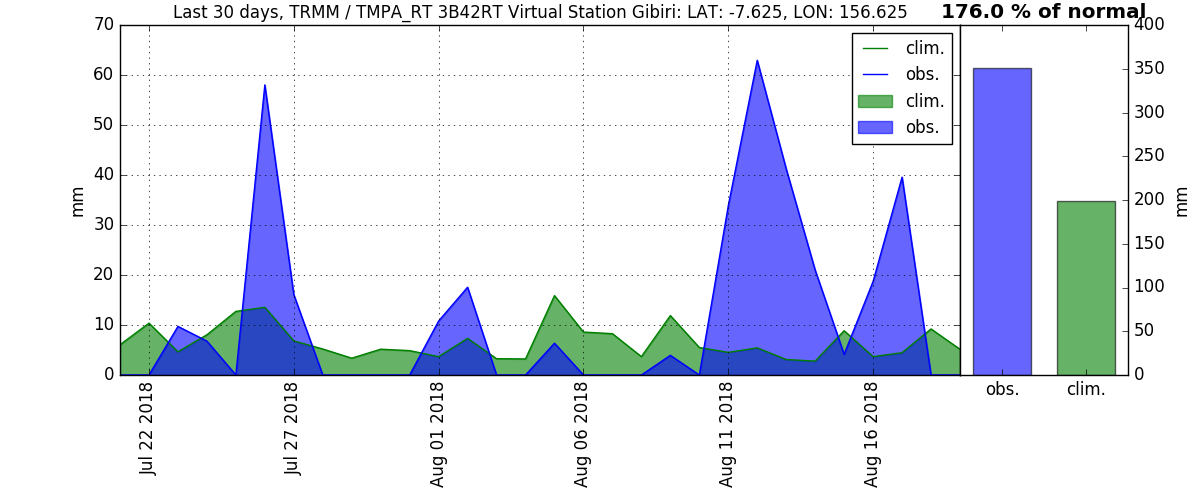 Last 30 days, TRMM / TMPA_RT 3B42RT Virtual Station Gibiri: LAT: -7.625, LON: 156.625
176.0 % of normal
70
60
50
40
30
20
10
0
mm
clim.
obs.
clim.
obs.
Jul 22 2018
Jul 27 2018
Aug 01 2018
Aug 06 2018
Aug 11 2018
Aug 16 2018
400
350
300
250
200
150
100
50
0
mm
obs.
clim.